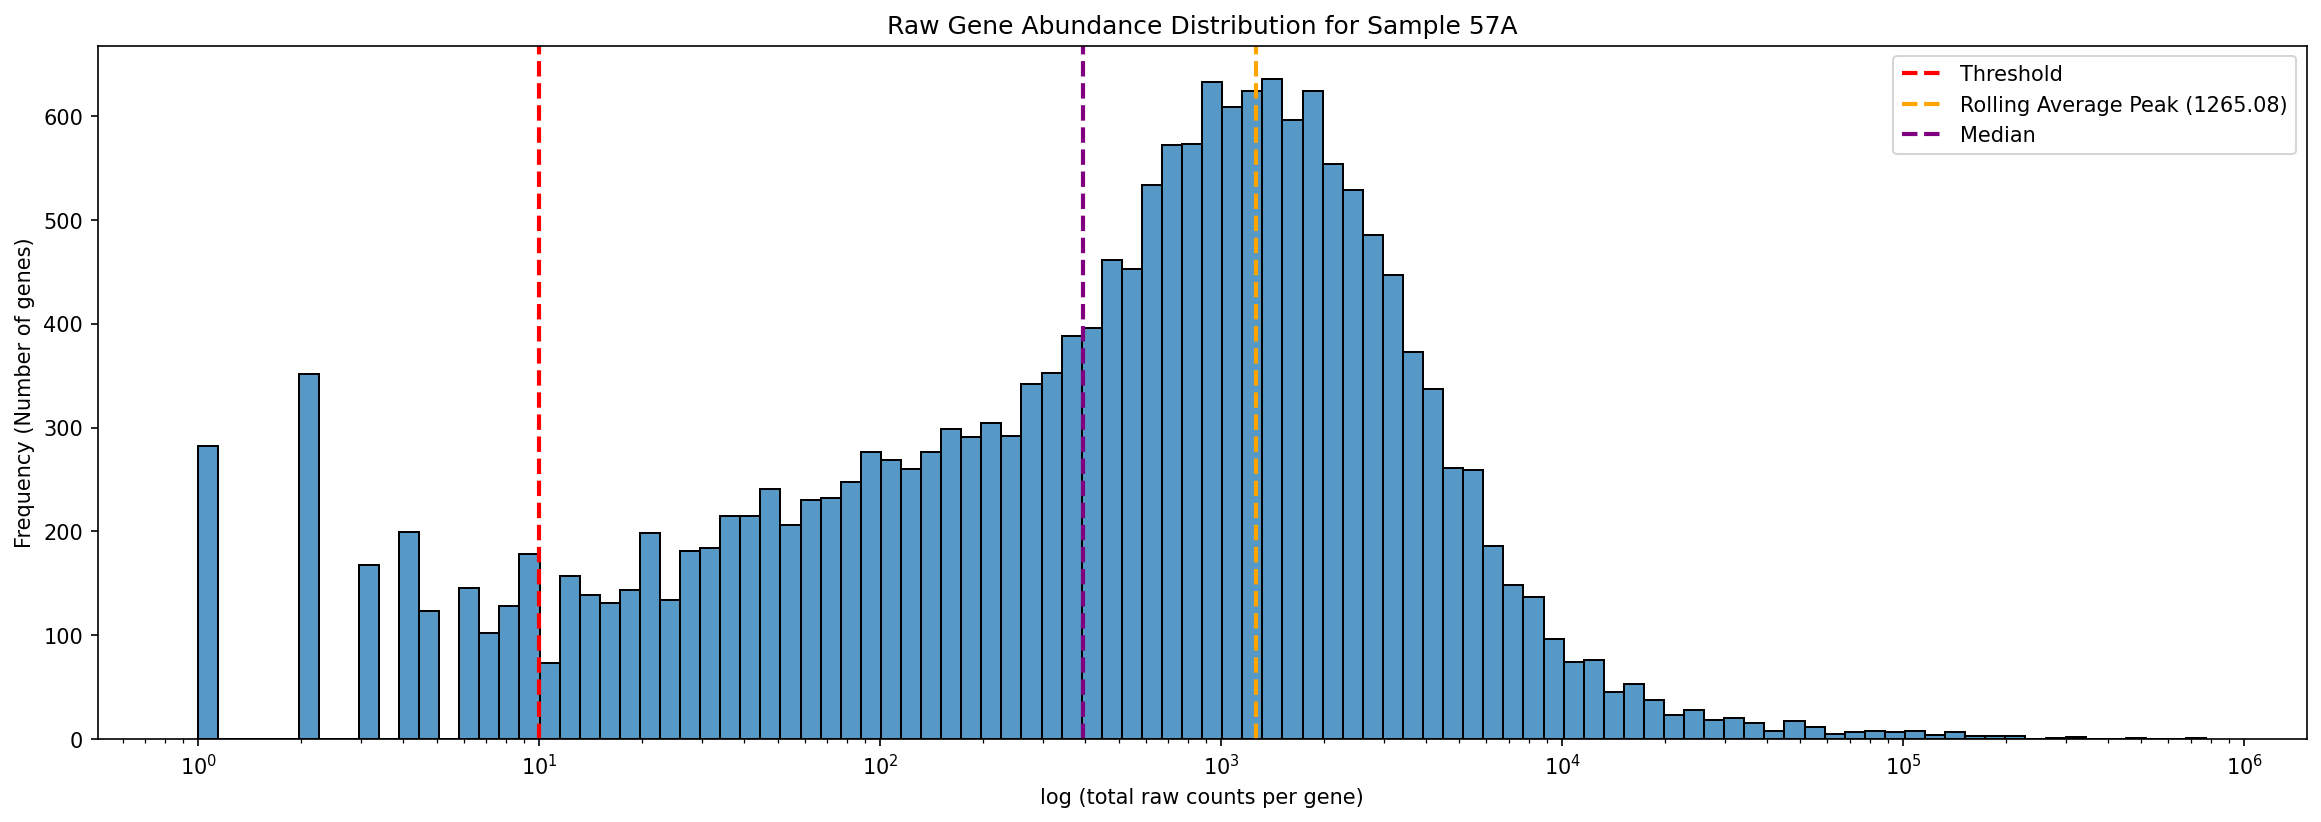 Raw Gene Abundance Distribution for Sample 57A
Threshold
Rolling Average Peak (1265.08)
Median
Frequency (Number of genes)
600
500
400
300
200
100
0
10⁰ 10¹ 10² 10³ 10⁴ 10⁵ 10⁶
log (total raw counts per gene)